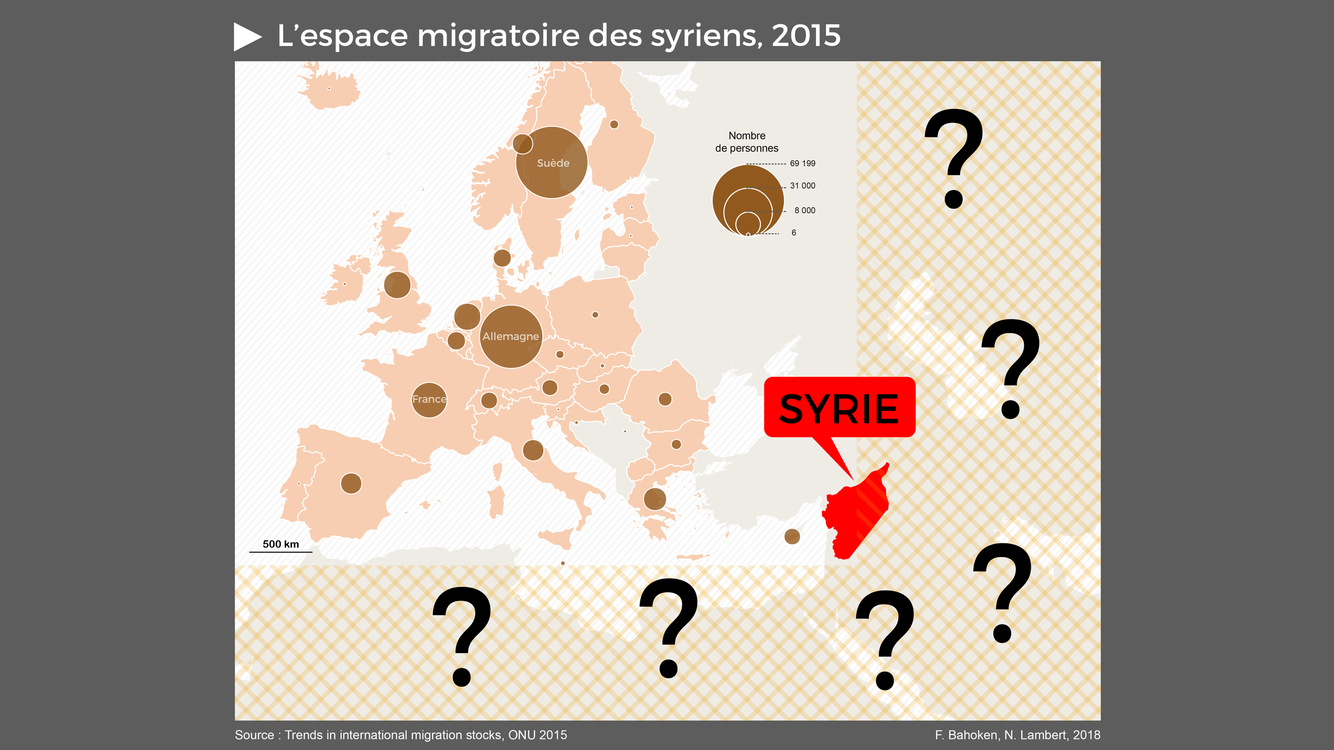 L’espace migratoire des syriens, 2015
Nombre
de personnes
69 199
31 000
8 000
6
Suède
Allemagne
France
SYRIE
500 km
?
?
?
?
?
?
Source : Trends in international migration stocks, ONU 2015
F. Bahoken, N. Lambert, 2018